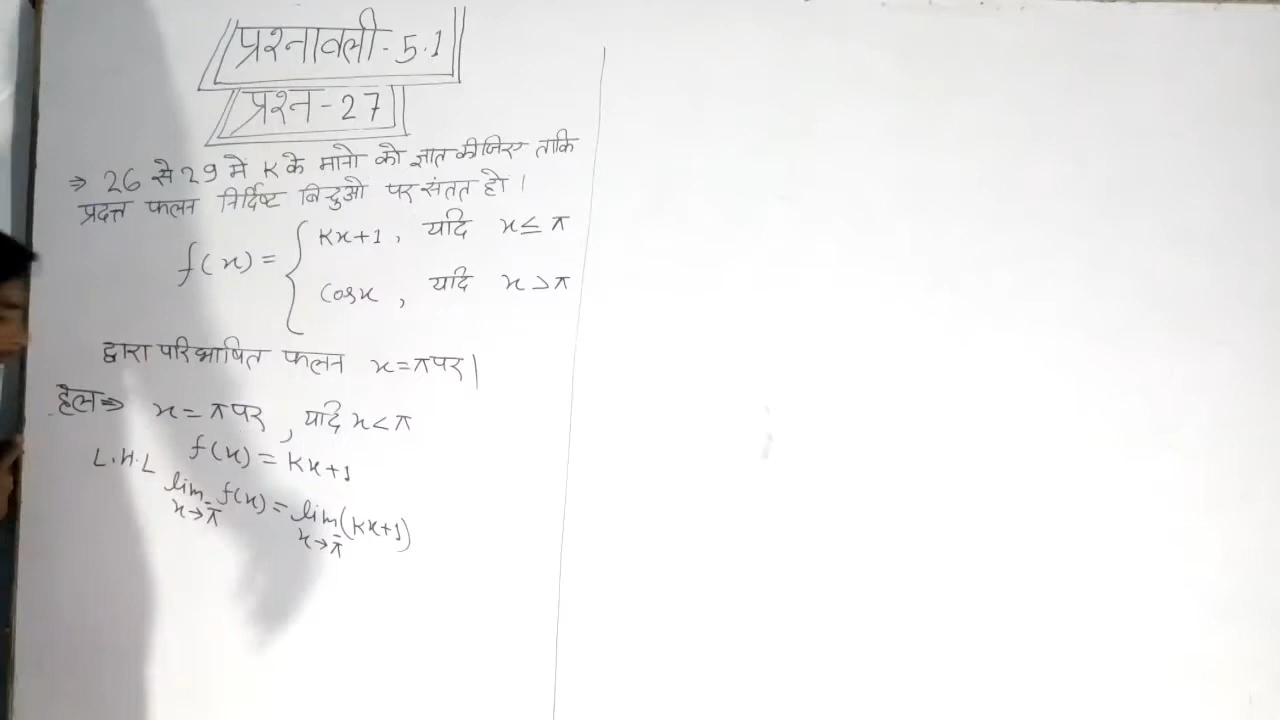 प्रश्नावली-5.1
प्रश्न-27
⇒ 26 से 29 में K के मानो को ज्ञात कीजिए ताकि
प्रदत्त फलन निर्दिष्ट बिन्दुओ पर संतत हो।
f(x) = { Kx+1, यदि x ≤ π
Cosx, यदि x > π
द्वारा परिभाषित फलन x=π पर|
हल⇒ x = π पर, यदि x < π
f(x) = Kx+1
L.H.L lim x→π⁻ f(x) = lim x→π⁻ (Kx+1)